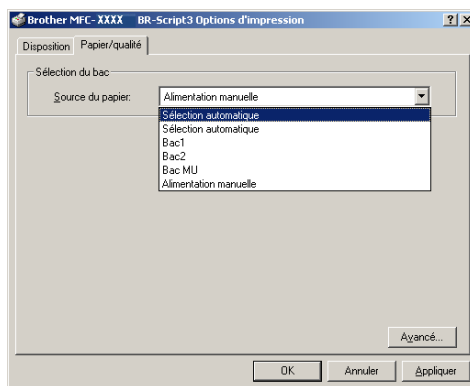 Brother MFC-XXXX BR-Script3 Options d'impression
Disposition Papier/qualité
Sélection du bac
Source du papier: Alimentation manuelle
Sélection automatique
Sélection automatique
Bac1
Bac2
Bac MU
Alimentation manuelle
Avancé...
OK Annuler Appliquer